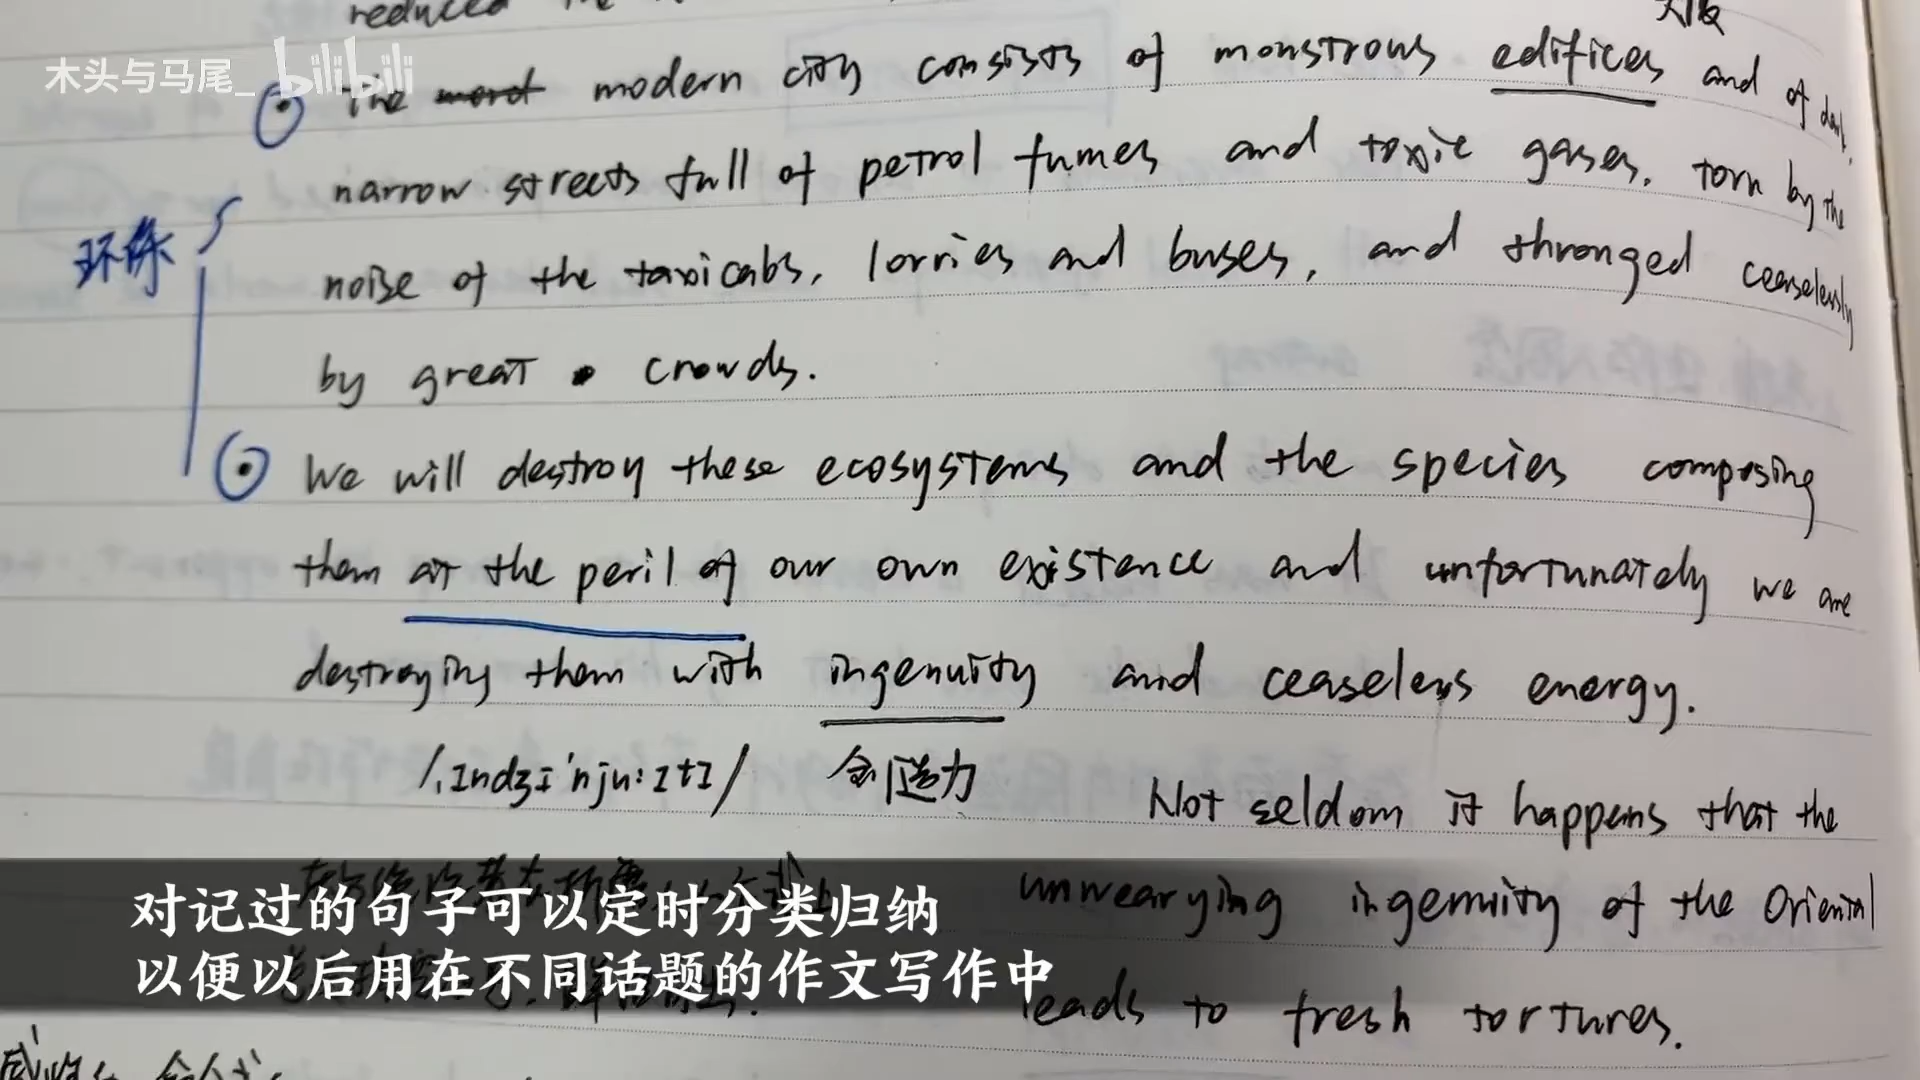 reduced the
木头与马尾_ bilibili
The modern city consists of monstrous edifices and of dark,
narrow streets full of petrol fumes and toxic gases, torn by the
环保
noise of the taxicabs, lorries and buses, and thronged ceaselessly
by great crowds.
We will destroy these ecosystems and the species composing
them at the peril of our own existence and unfortunately we are
destroying them with ingenuity and ceaseless energy.
/ˌɪndʒɪˈnjuːɪtɪ/ 创造力
Not seldom it happens that the
unwearying ingenuity of the Oriental
leads to fresh tortures.
对记过的句子可以定时分类归纳
以便以后用在不同话题的作文写作中